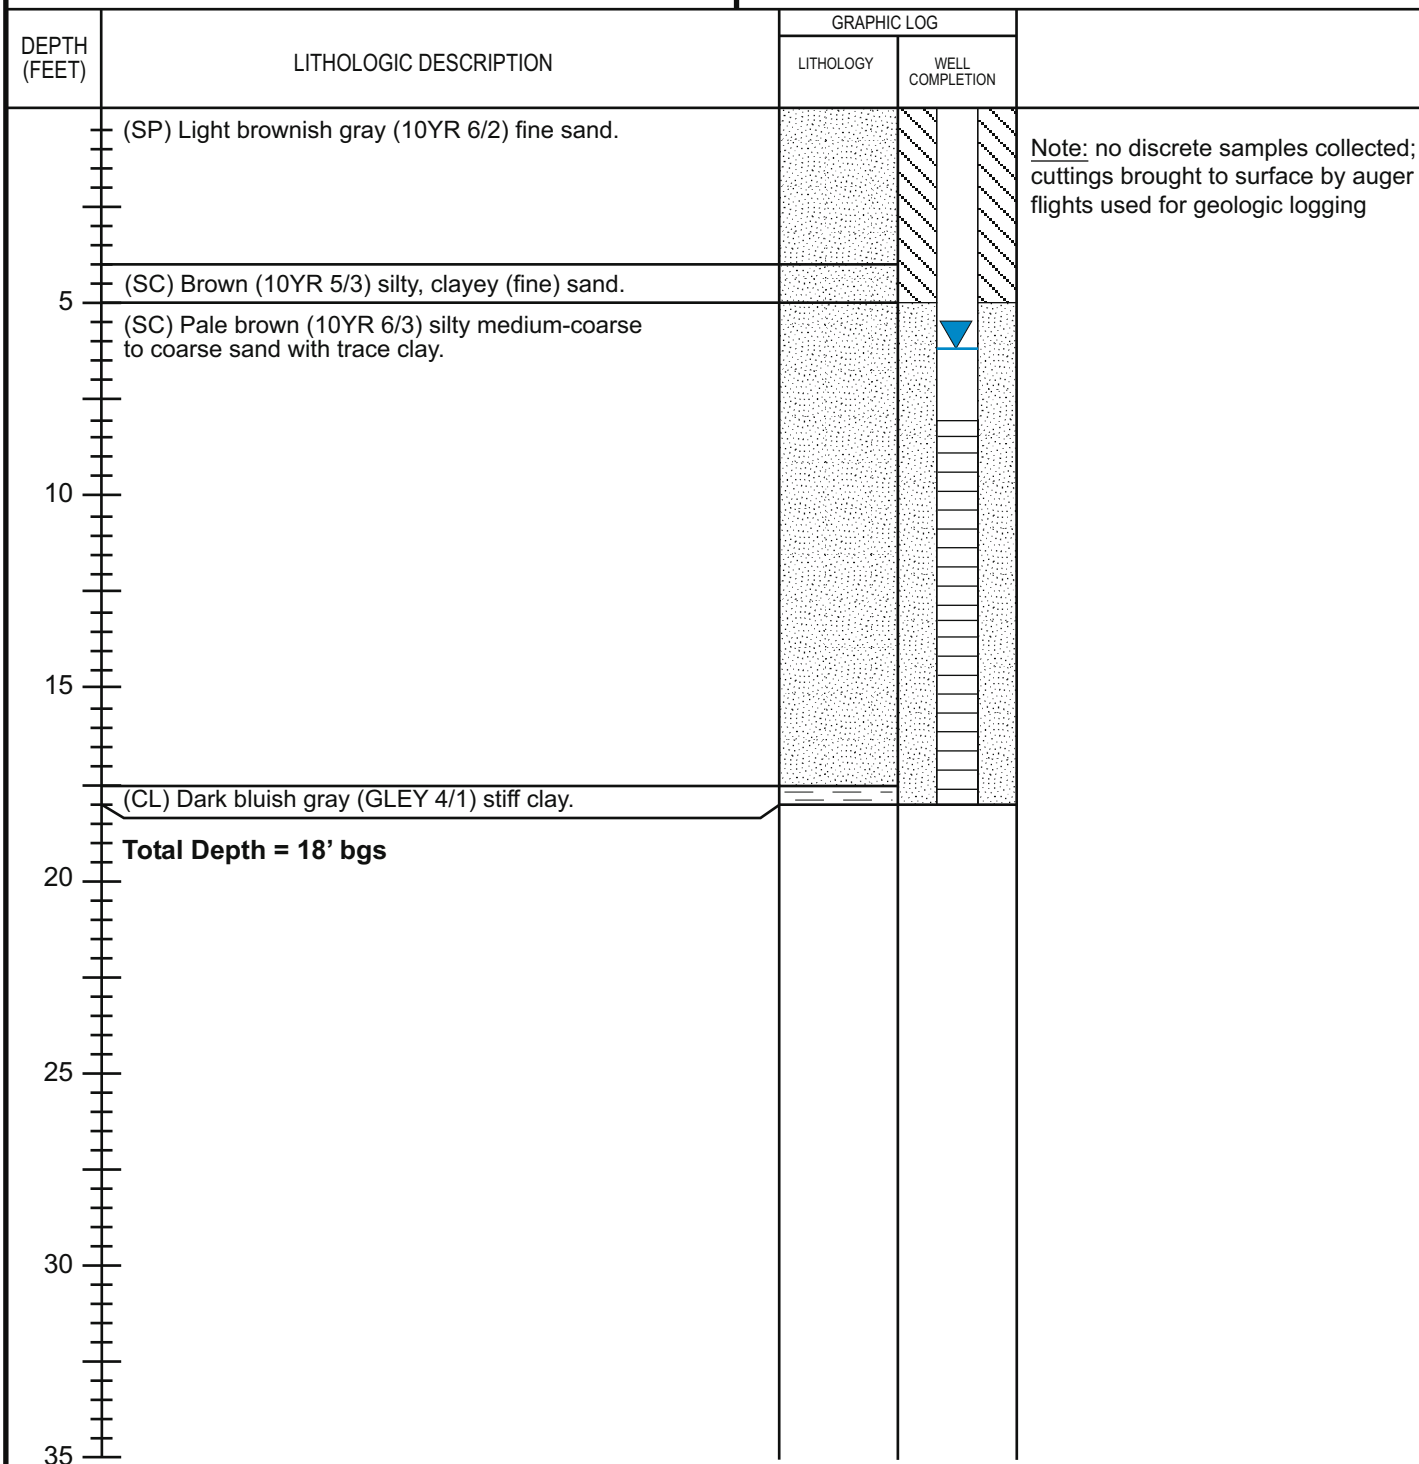 GRAPHIC LOG
DEPTH
(FEET)
LITHOLOGIC DESCRIPTION
LITHOLOGY
WELL
COMPLETION
(SP) Light brownish gray (10YR 6/2) fine sand.
Note: no discrete samples collected;
cuttings brought to surface by auger
flights used for geologic logging
(SC) Brown (10YR 5/3) silty, clayey (fine) sand.
5
(SC) Pale brown (10YR 6/3) silty medium-coarse
to coarse sand with trace clay.
10
15
(CL) Dark bluish gray (GLEY 4/1) stiff clay.
Total Depth = 18’ bgs
20
25
30
35